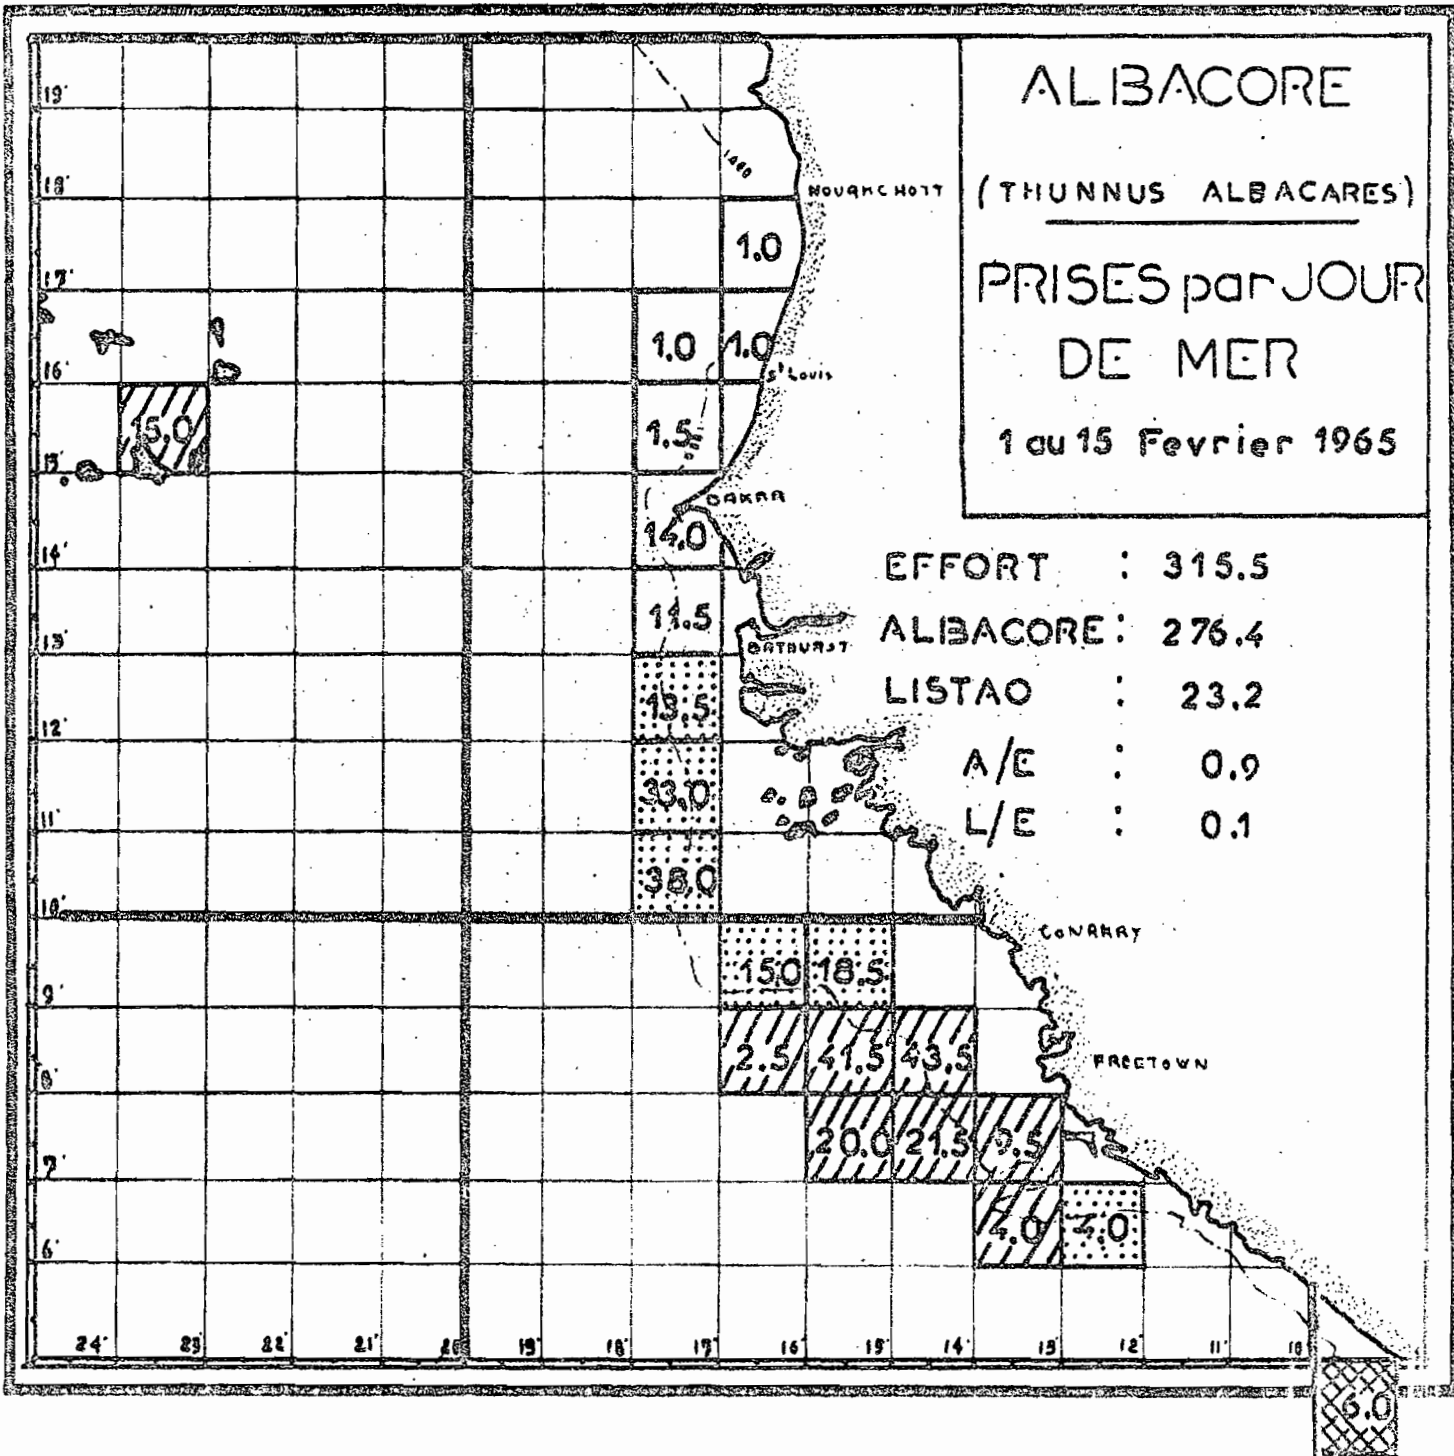 ALBACORE
(THUNNUS ALBACARES)
PRISES par JOUR
DE MER
1 au 15 Fevrier 1965
EFFORT : 315.5
ALBACORE : 276.4
LISTAO : 23.2
A/E : 0.9
L/E : 0.1
19°
18°
NOUAKCHOTT
1.0
17°
1.0 1.0
16°
St Louis
15.0 1.5
15°
DAKAR
14.0
14°
11.5
13°
BATHURST
13.5
12°
33.0
11°
38.0
10°
CONAKRY
15.0 18.5
9°
2.5 41.5 43.5
FREETOWN
8°
20.0 21.5 9.5
7°
4.0
6°
24° 23° 22° 21° 20° 19° 18° 17° 16° 15° 14° 13° 12° 11° 10°
6.0